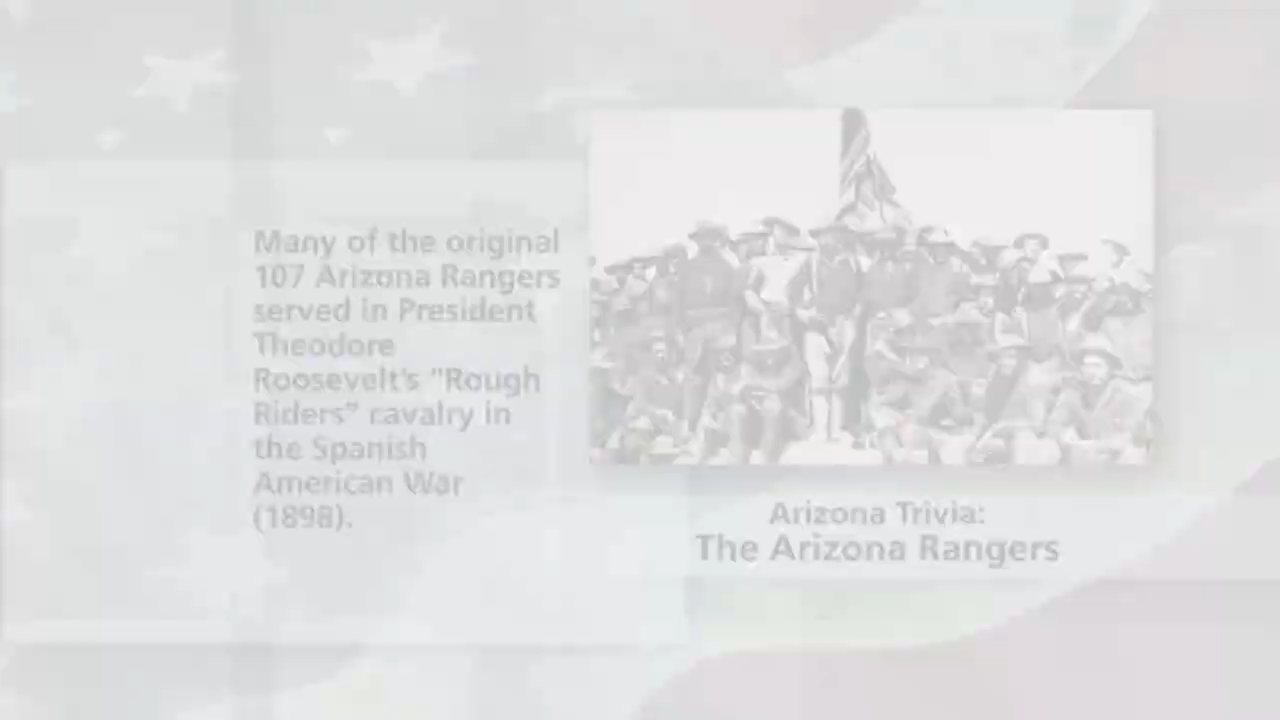 Many of the original
107 Arizona Rangers
served in President
Theodore
Roosevelt's "Rough
Riders" cavalry in
the Spanish
American War
(1898).
Arizona Trivia:
The Arizona Rangers